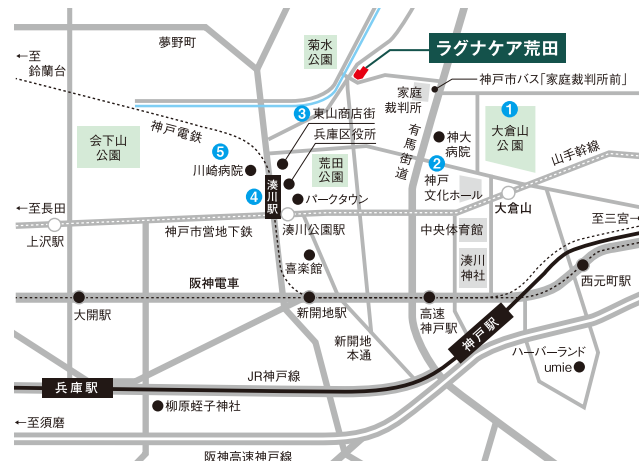 夢野町
菊水
公園
ラグナケア荒田
←至
鈴蘭台
家庭
裁判所
神戸市バス「家庭裁判所前」
神戸電鉄
3
東山商店街
兵庫区役所
1
大倉山
公園
有馬街道
神大
病院
山手幹線
会下山
公園
5
川崎病院
荒田
公園
2
神戸
文化ホール
4
湊川駅
パークタウン
大倉山
←至長田
上沢駅
神戸市営地下鉄
湊川公園駅
中央体育館
至三宮→
喜楽館
湊川
神社
阪神電車
西元町駅
大開駅
新開地駅
高速
神戸駅
神戸駅
新開地
本通
ハーバーランド
umie
JR神戸線
兵庫駅
柳原蛭子神社
←至須磨
阪神高速神戸線